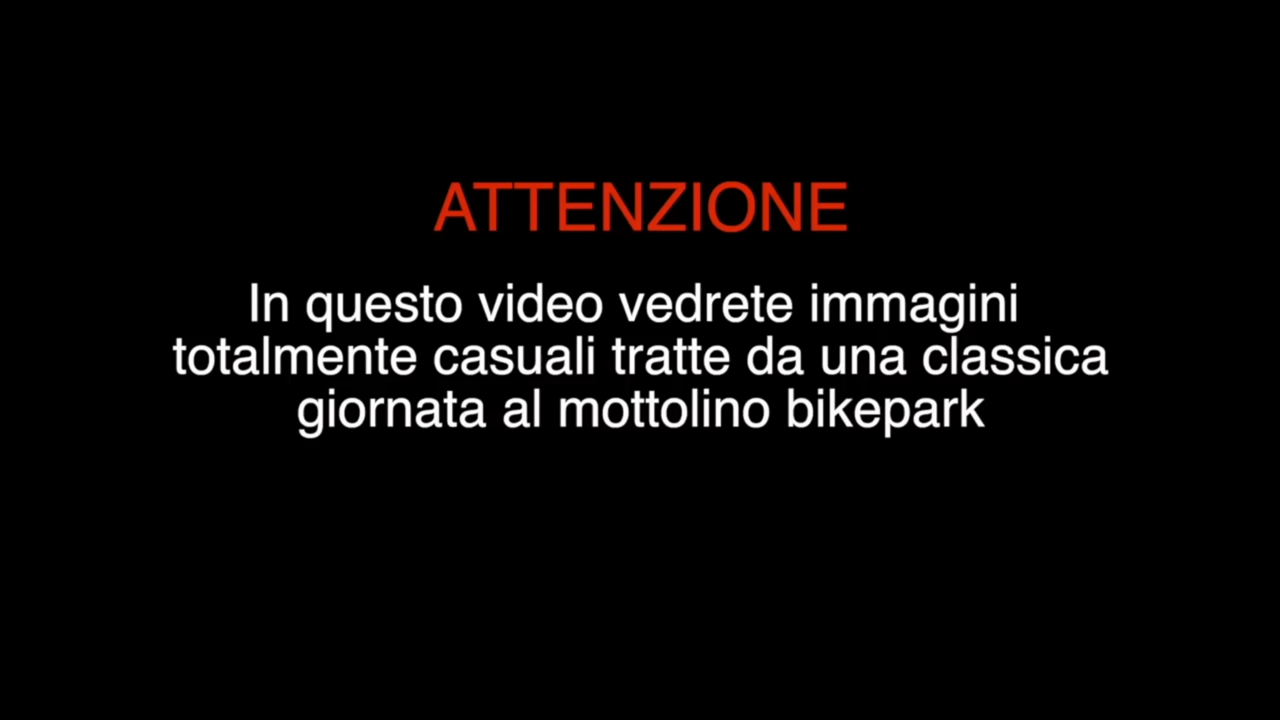 ATTENZIONE
In questo video vedrete immagini
totalmente casuali tratte da una classica
giornata al mottolino bikepark